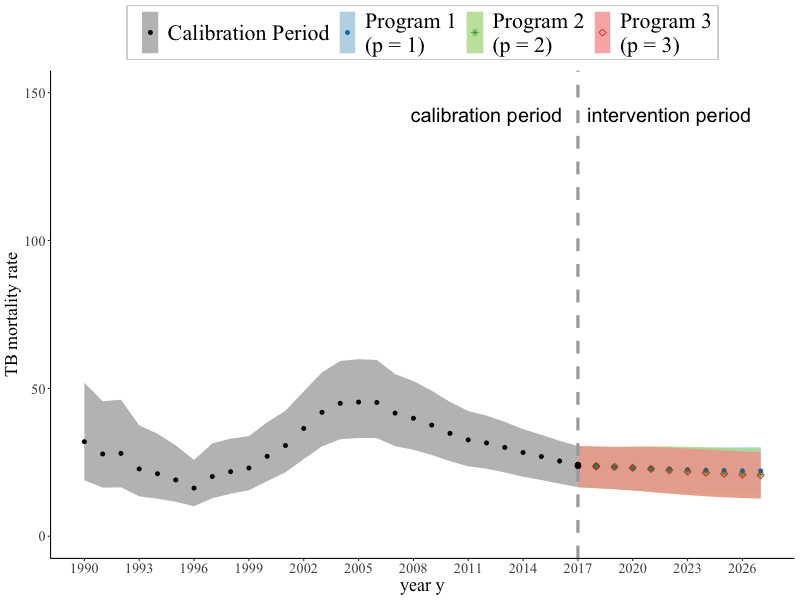 Calibration Period
Program 1
(p = 1)
Program 2
(p = 2)
Program 3
(p = 3)
calibration period
intervention period
TB mortality rate
150
100
50
0
1990 1993 1996 1999 2002 2005 2008 2011 2014 2017 2020 2023 2026
year y